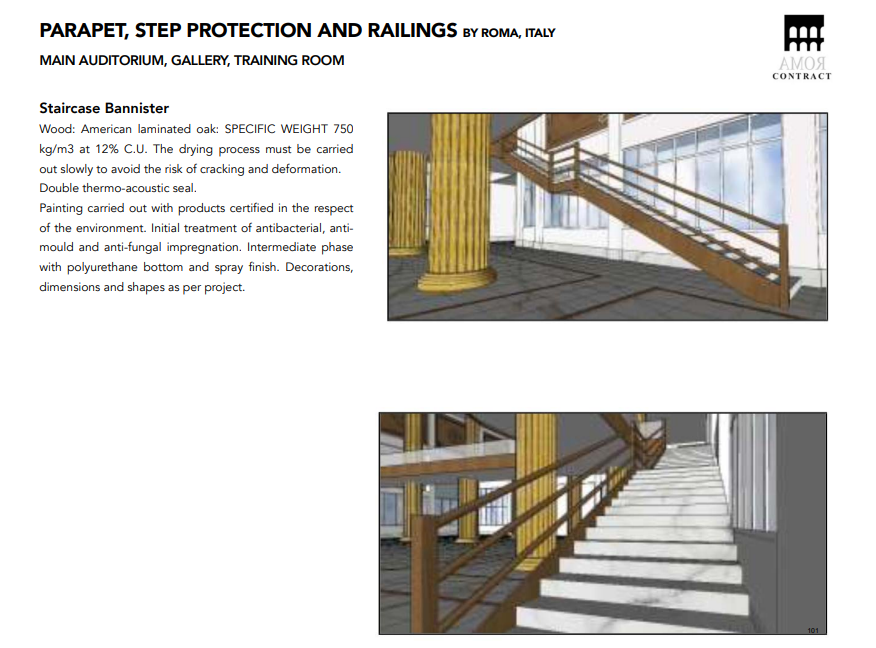 PARAPET, STEP PROTECTION AND RAILINGS BY ROMA, ITALY
MAIN AUDITORIUM, GALLERY, TRAINING ROOM
AMOЯ
CONTRACT
Staircase Bannister
Wood: American laminated oak: SPECIFIC WEIGHT 750
kg/m3 at 12% C.U. The drying process must be carried
out slowly to avoid the risk of cracking and deformation.
Double thermo-acoustic seal.
Painting carried out with products certified in the respect
of the environment. Initial treatment of antibacterial, anti-
mould and anti-fungal impregnation. Intermediate phase
with polyurethane bottom and spray finish. Decorations,
dimensions and shapes as per project.
101